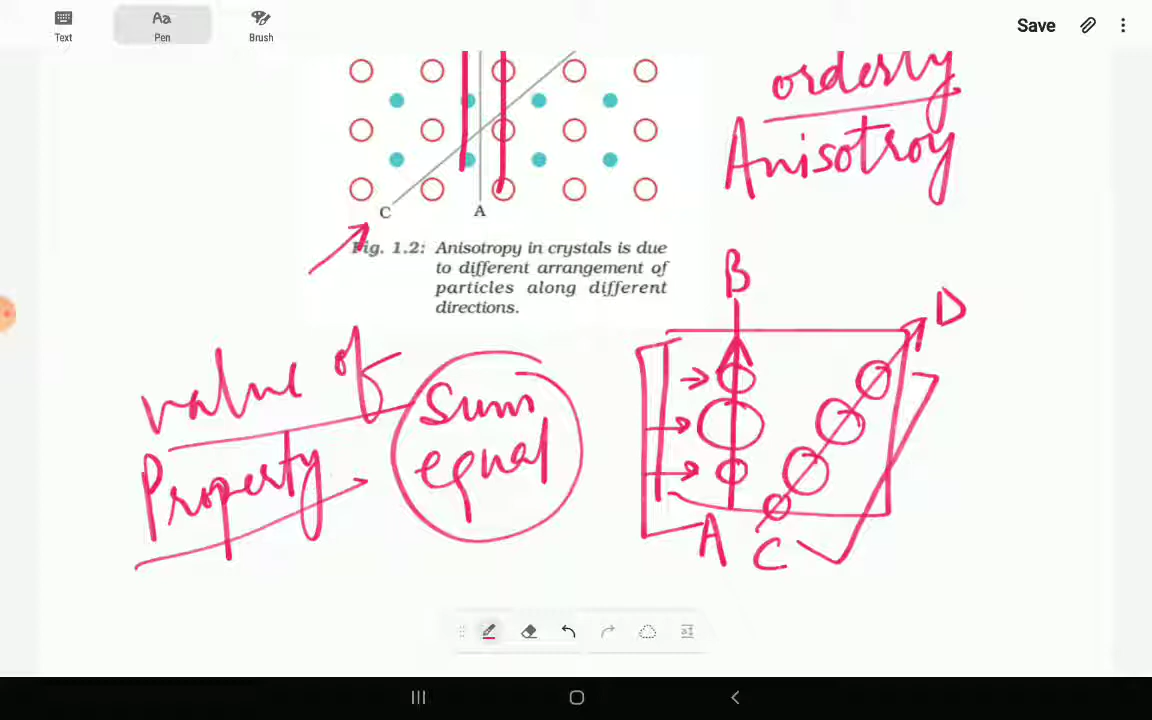 Text
Aa
Pen
Brush
Save
orderly
Anisotroy
C
A
Fig. 1.2: Anisotropy in crystals is due
to different arrangement of
particles along different
directions.
value of
Property
Sum
equal
B
D
A
C